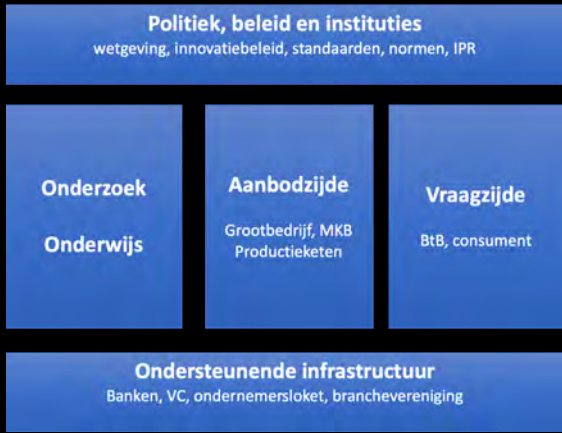 Politiek, beleid en instituties
wetgeving, innovatiebeleid, standaarden, normen, IPR
Onderzoek
Onderwijs
Aanbodzijde
Grootbedrijf, MKB
Productieketen
Vraagzijde
BtB, consument
Ondersteunende infrastructuur
Banken, VC, ondernemersloket, branchevereniging